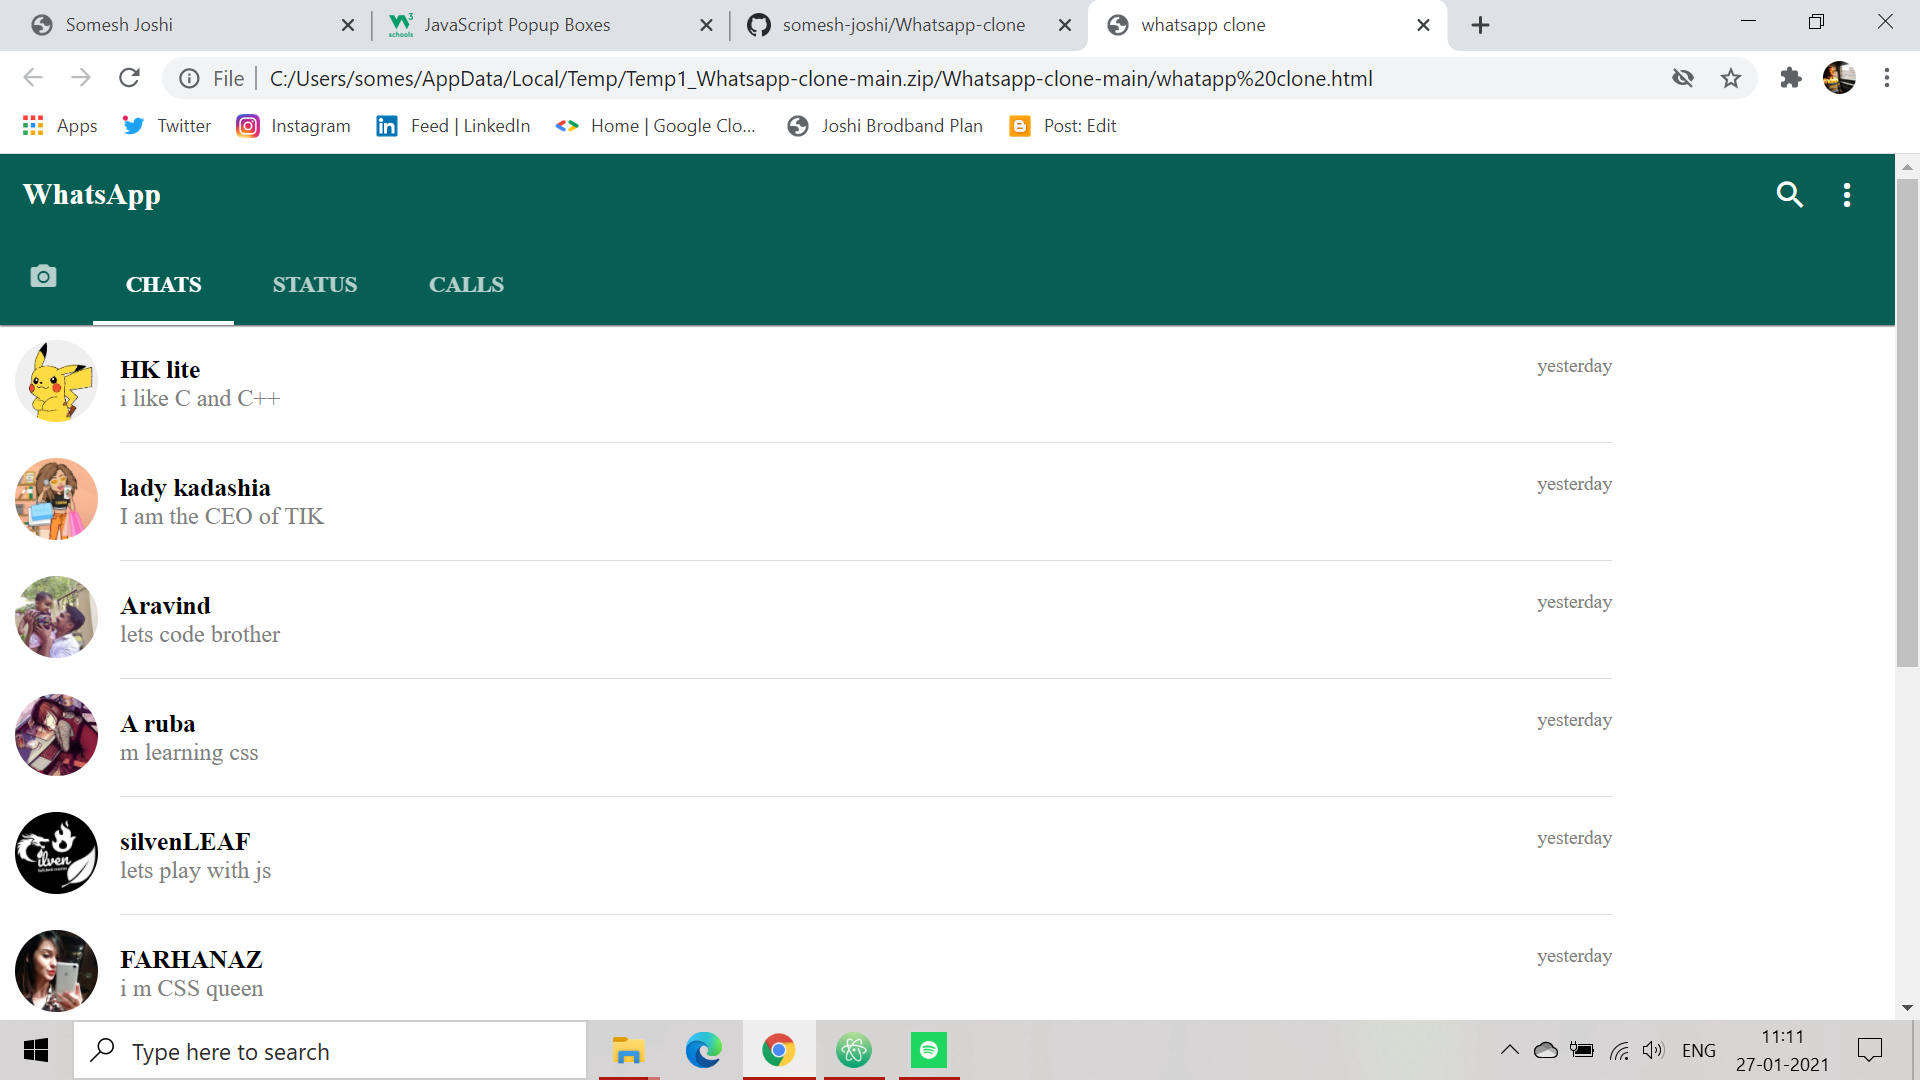 Somesh Joshi
JavaScript Popup Boxes
somesh-joshi/Whatsapp-clone
whatsapp clone
File
C:/Users/somes/AppData/Local/Temp/Temp1_Whatsapp-clone-main.zip/Whatsapp-clone-main/whatapp%20clone.html
Apps
Twitter
Instagram
Feed | LinkedIn
Home | Google Clo...
Joshi Brodband Plan
Post: Edit
WhatsApp
CHATS
STATUS
CALLS
HK lite
yesterday
i like C and C++
lady kadashia
yesterday
I am the CEO of TIK
Aravind
yesterday
lets code brother
A ruba
yesterday
m learning css
silvenLEAF
yesterday
lets play with js
FARHANAZ
yesterday
i m CSS queen
Type here to search
ENG
11:11
27-01-2021